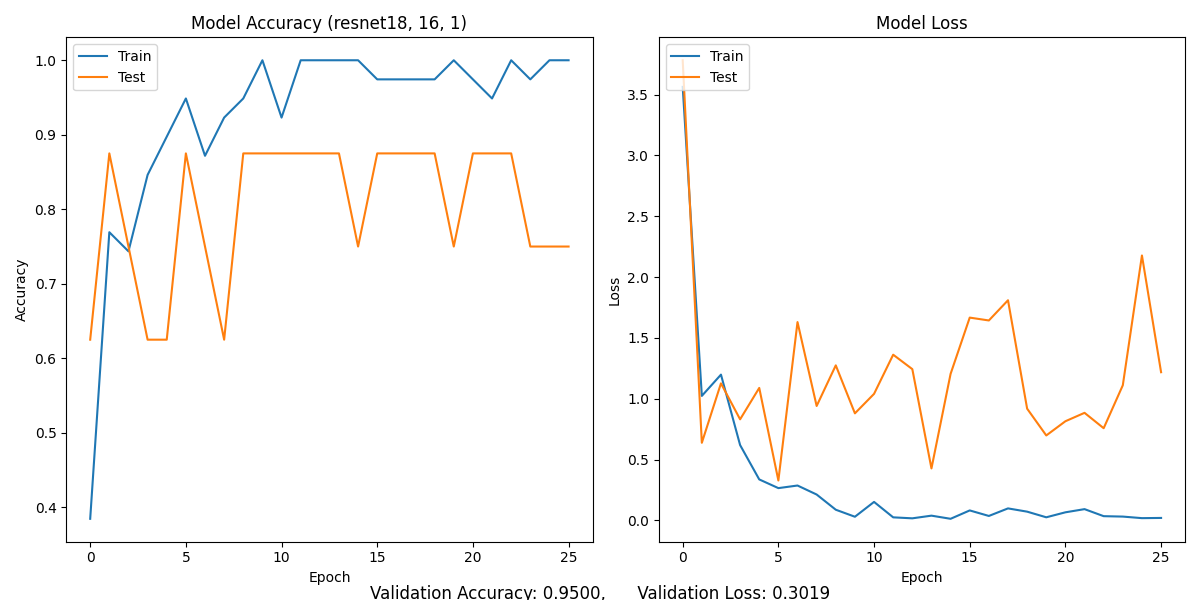 Model Accuracy (resnet18, 16, 1)
Train
Test
1.0
0.9
0.8
0.7
0.6
0.5
0.4
Accuracy
0 5 10 15 20 25
Epoch
Model Loss
Train
Test
3.5
3.0
2.5
2.0
1.5
1.0
0.5
0.0
Loss
0 5 10 15 20 25
Epoch
Validation Accuracy: 0.9500, Validation Loss: 0.3019